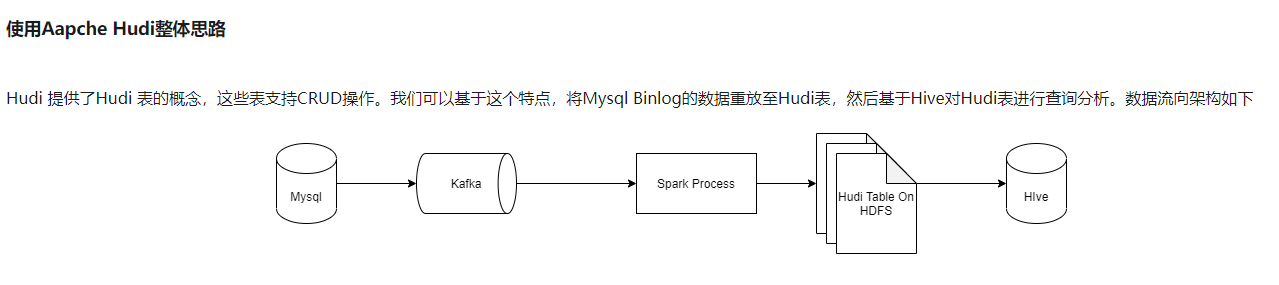 使用Aapche Hudi整体思路
Hudi 提供了Hudi 表的概念，这些表支持CRUD操作。我们可以基于这个特点，将Mysql Binlog的数据重放至Hudi表，然后基于Hive对Hudi表进行查询分析。数据流向架构如下
Mysql
Kafka
Spark Process
Hudi Table On
HDFS
HIve